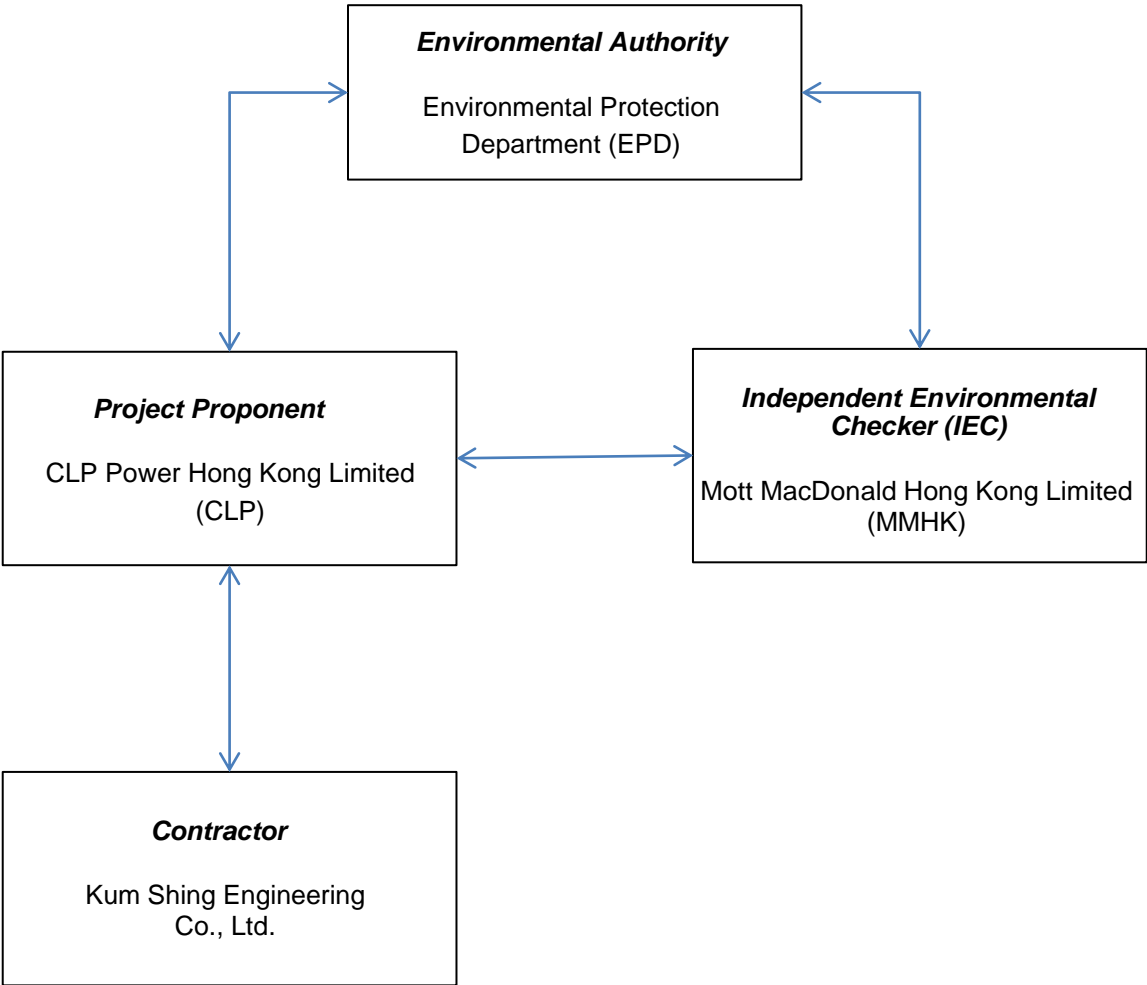 Environmental Authority
Environmental Protection
Department (EPD)
Project Proponent
CLP Power Hong Kong Limited
(CLP)
Independent Environmental
Checker (IEC)
Mott MacDonald Hong Kong Limited
(MMHK)
Contractor
Kum Shing Engineering
Co., Ltd.